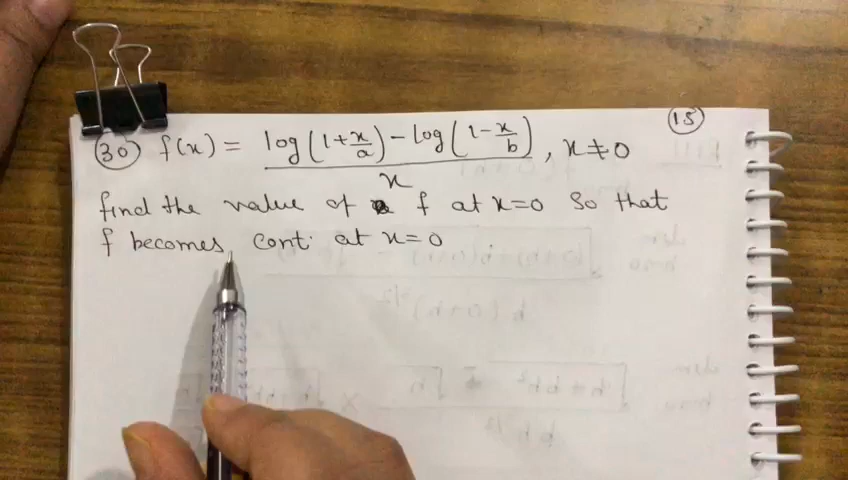 (15)
(30) f(x) = log(1+x/a) - log(1-x/b) / x , x≠0
find the value of f at x=0 so that
f becomes cont. at x=0